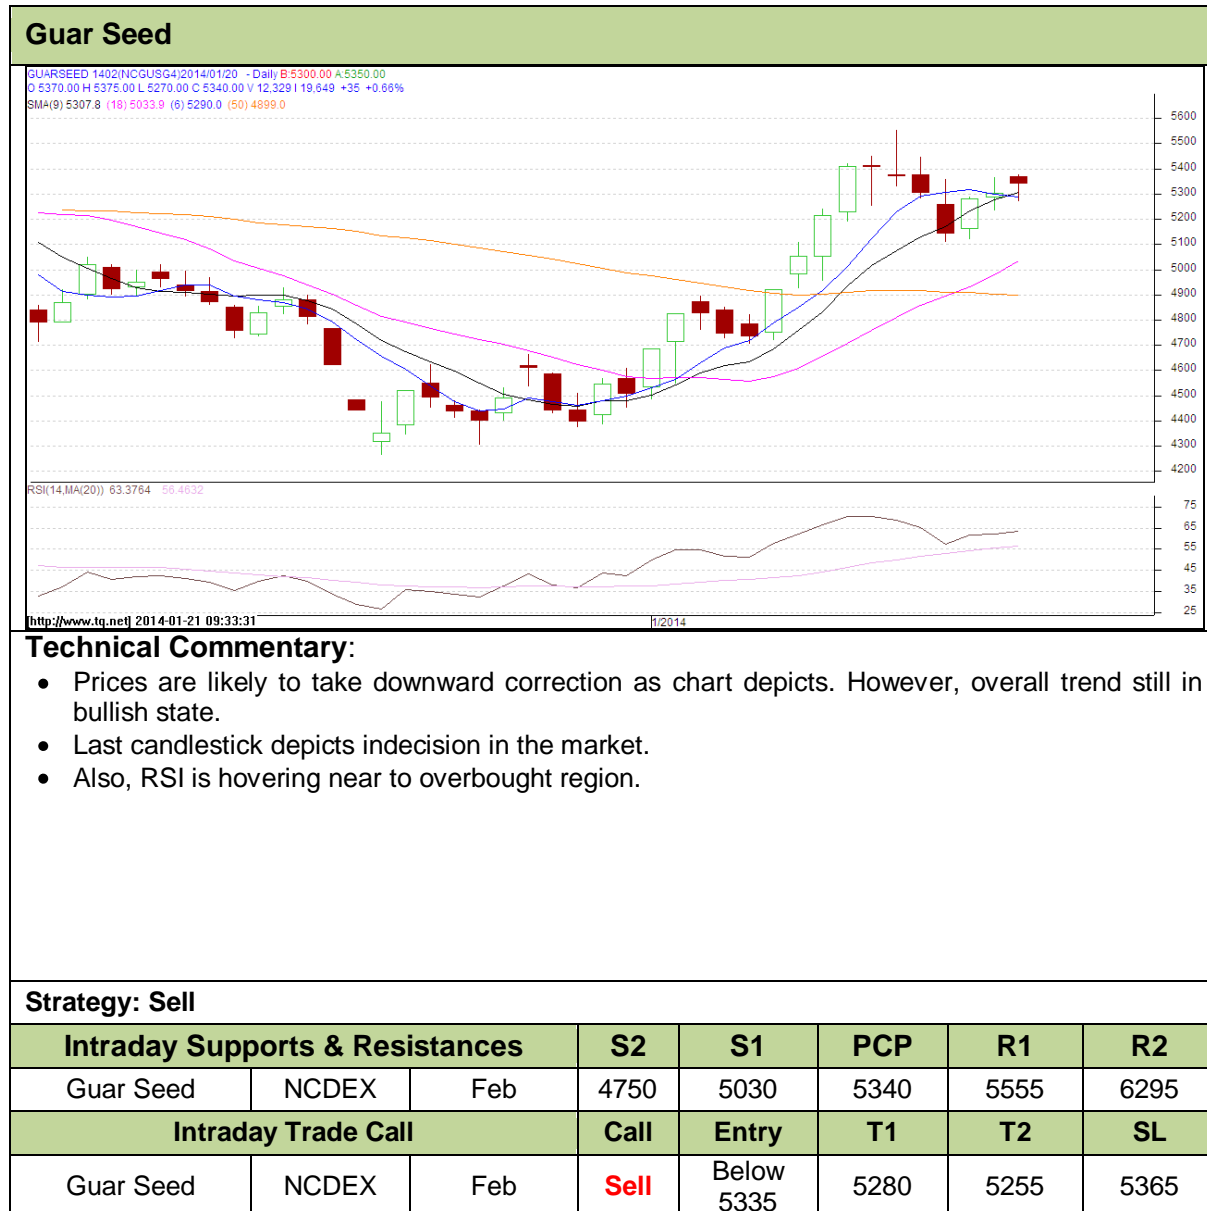 Guar Seed
GUARSEED 1402(NCGUSG4)2014/01/20 - Daily B:5300.00 A:5350.00
O 5370.00 H 5375.00 L 5270.00 C 5340.00 V 12,329 I 19,649 +35 +0.66%
SMA(9) 5307.8 (18) 5033.9 (6) 5290.0 (50) 4899.0
5600
5500
5400
5300
5200
5100
5000
4900
4800
4700
4600
4500
4400
4300
4200
RSI(14,MA(20)) 63.3764 56.4632
75
65
55
45
35
25
[http://www.tq.net] 2014-01-21 09:33:31
1/2014
Technical Commentary:
• Prices are likely to take downward correction as chart depicts. However, overall trend still in
bullish state.
• Last candlestick depicts indecision in the market.
• Also, RSI is hovering near to overbought region.
Strategy: Sell
Intraday Supports & Resistances S2 S1 PCP R1 R2
Guar Seed NCDEX Feb 4750 5030 5340 5555 6295
Intraday Trade Call Call Entry T1 T2 SL
Guar Seed NCDEX Feb Sell Below 5335 5280 5255 5365